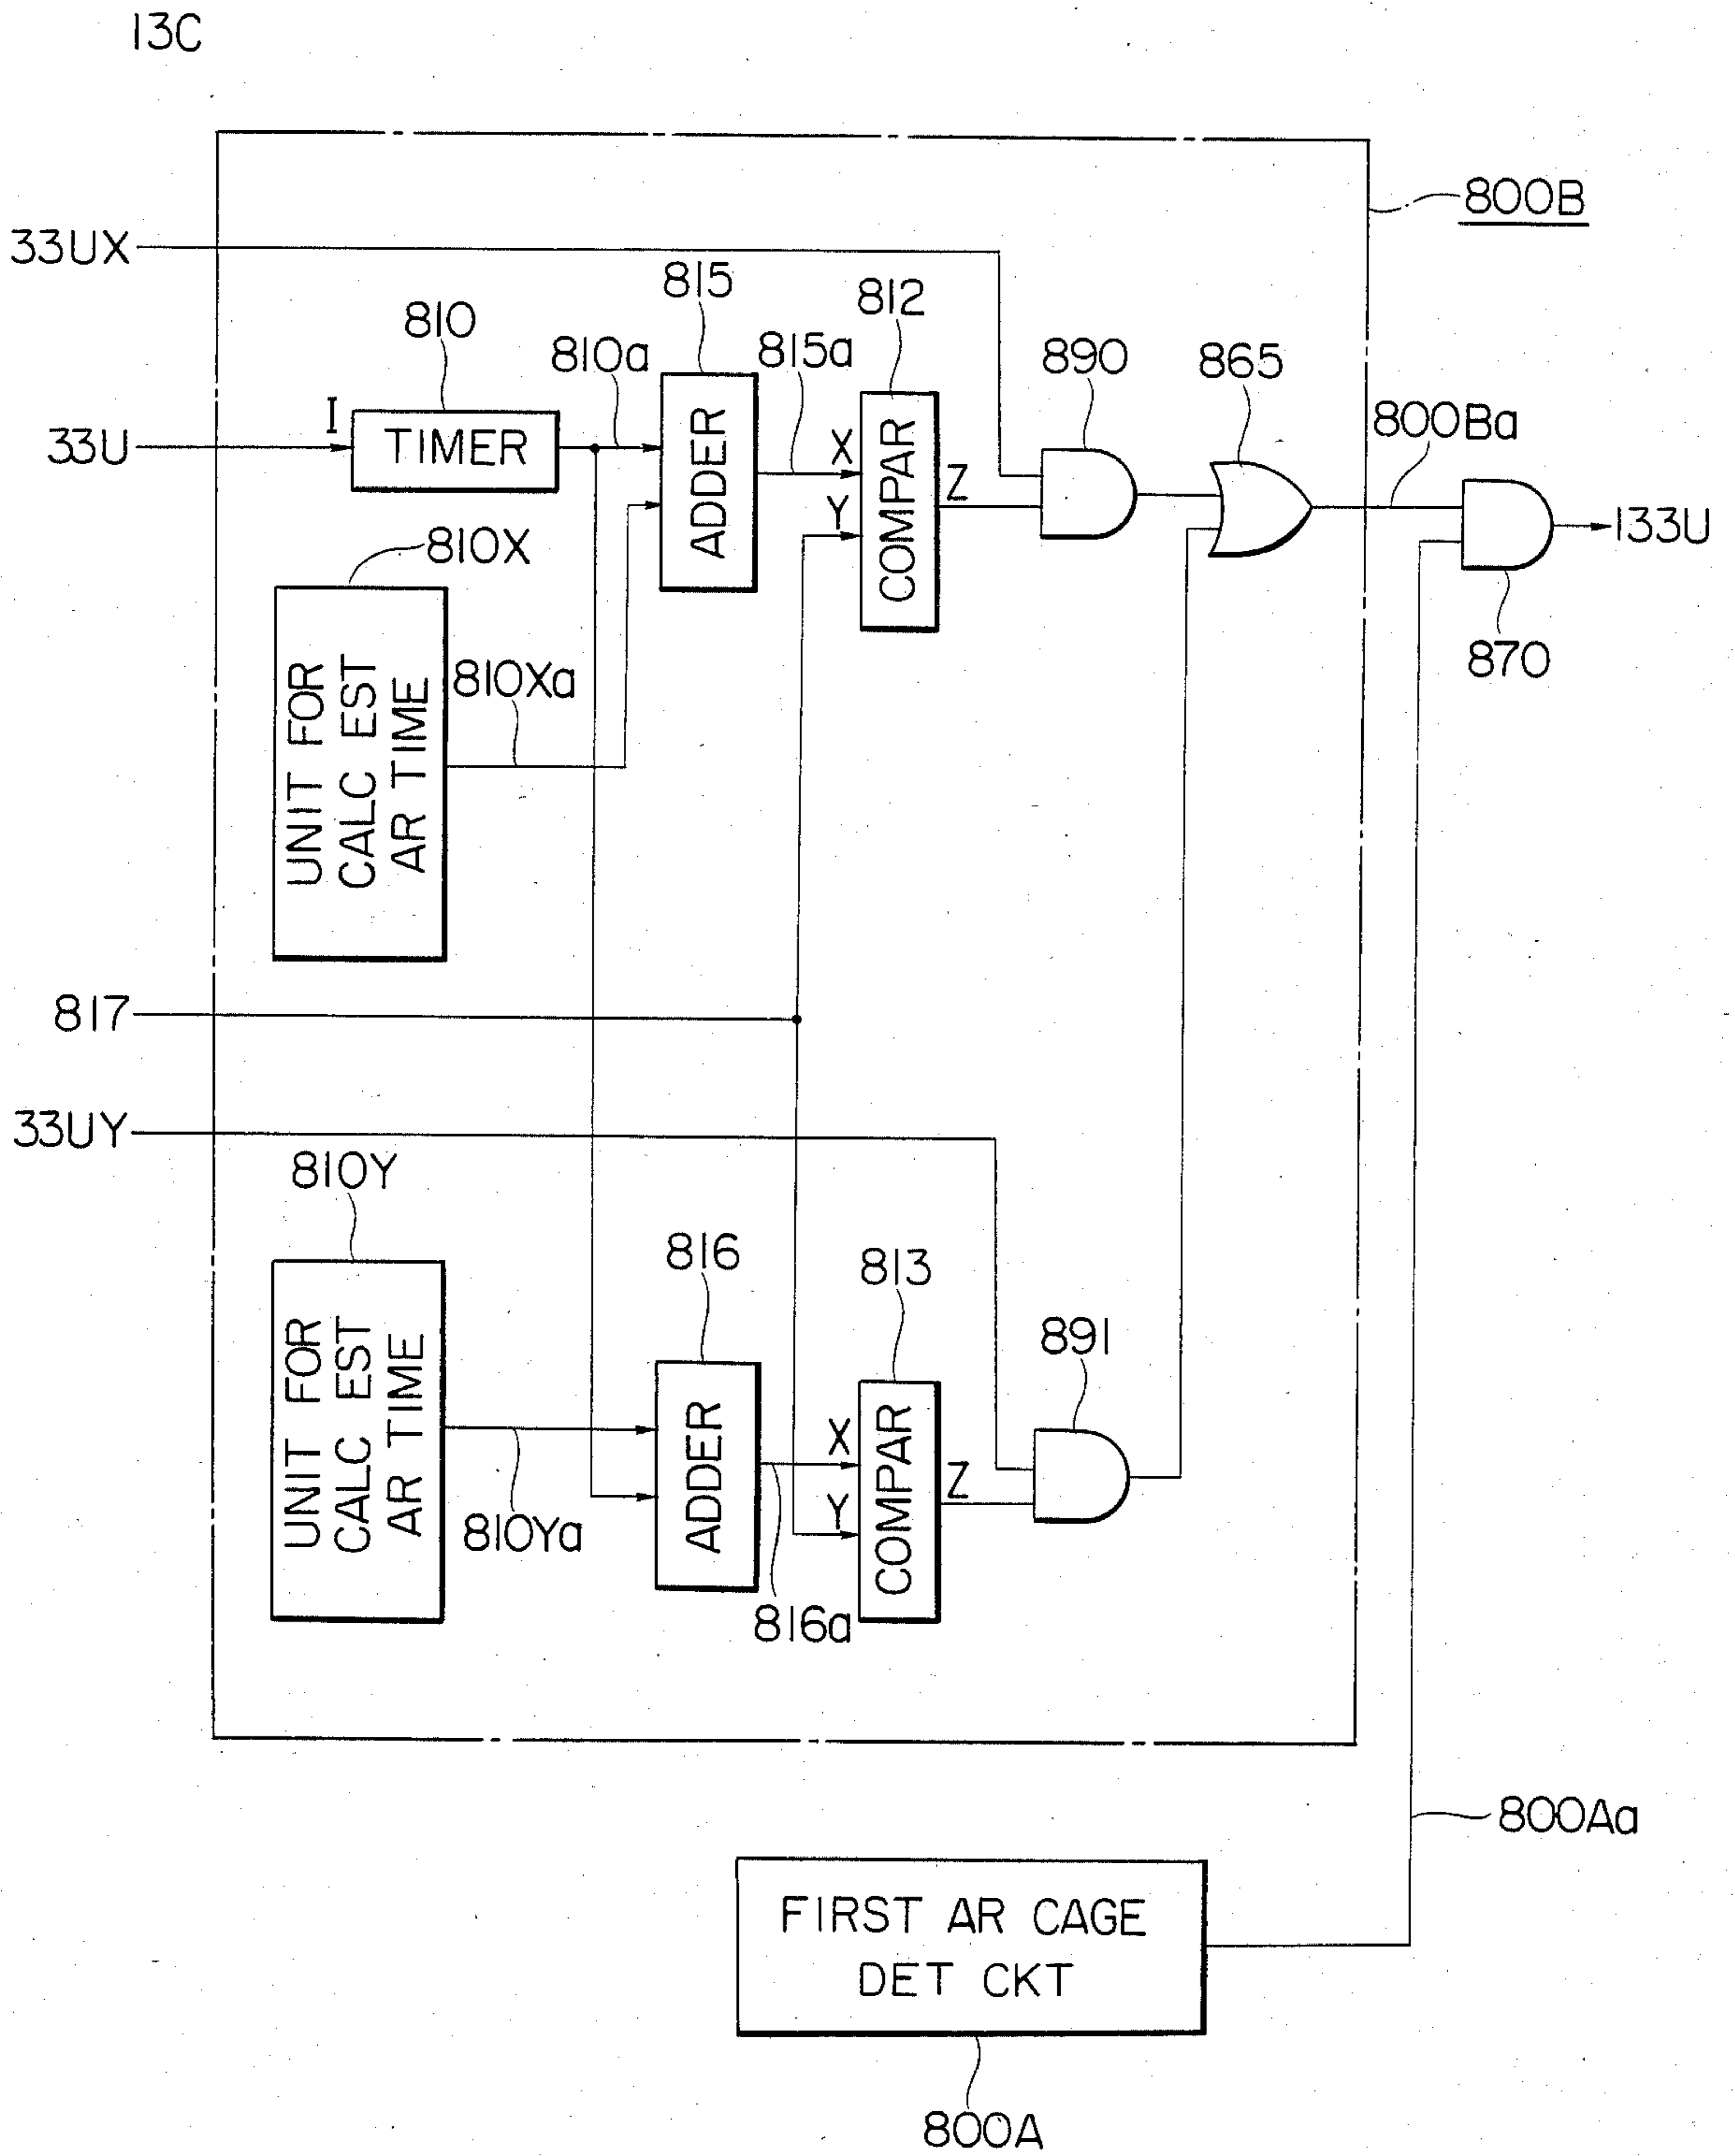 13C
800B
33UX
815
812
810
810a
815a
890
865
800Ba
I
33U
TIMER
ADDER
X
Y
COMPAR
Z
133U
810X
870
UNIT FOR
CALC EST
AR TIME
810Xa
817
33UY
810Y
816
813
891
UNIT FOR
CALC EST
AR TIME
ADDER
X
Y
COMPAR
Z
810Ya
816a
800Aa
FIRST AR CAGE
DET CKT
800A